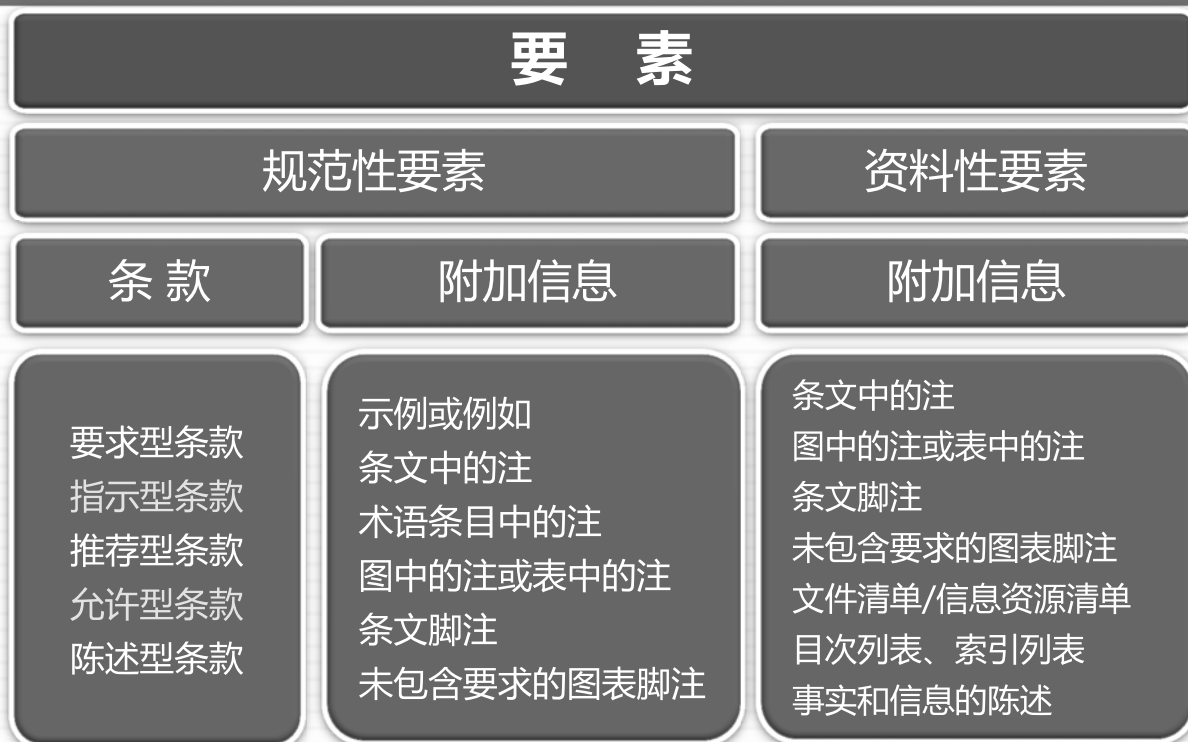 要 素
规范性要素
资料性要素
条 款
附加信息
附加信息
要求型条款
指示型条款
推荐型条款
允许型条款
陈述型条款
示例或例如
条文中的注
术语条目中的注
图中的注或表中的注
条文脚注
未包含要求的图表脚注
条文中的注
图中的注或表中的注
条文脚注
未包含要求的图表脚注
文件清单/信息资源清单
目次列表、索引列表
事实和信息的陈述